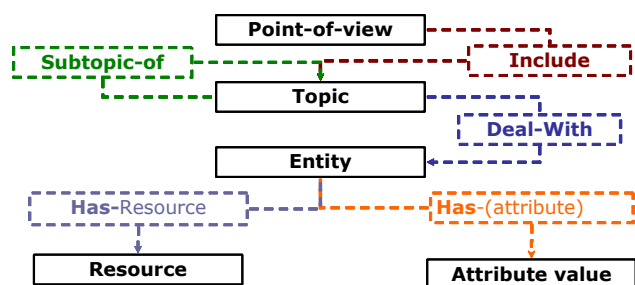 Point-of-view
Subtopic-of
Include
Topic
Deal-With
Entity
Has-Resource
Has-(attribute)
Resource
Attribute value